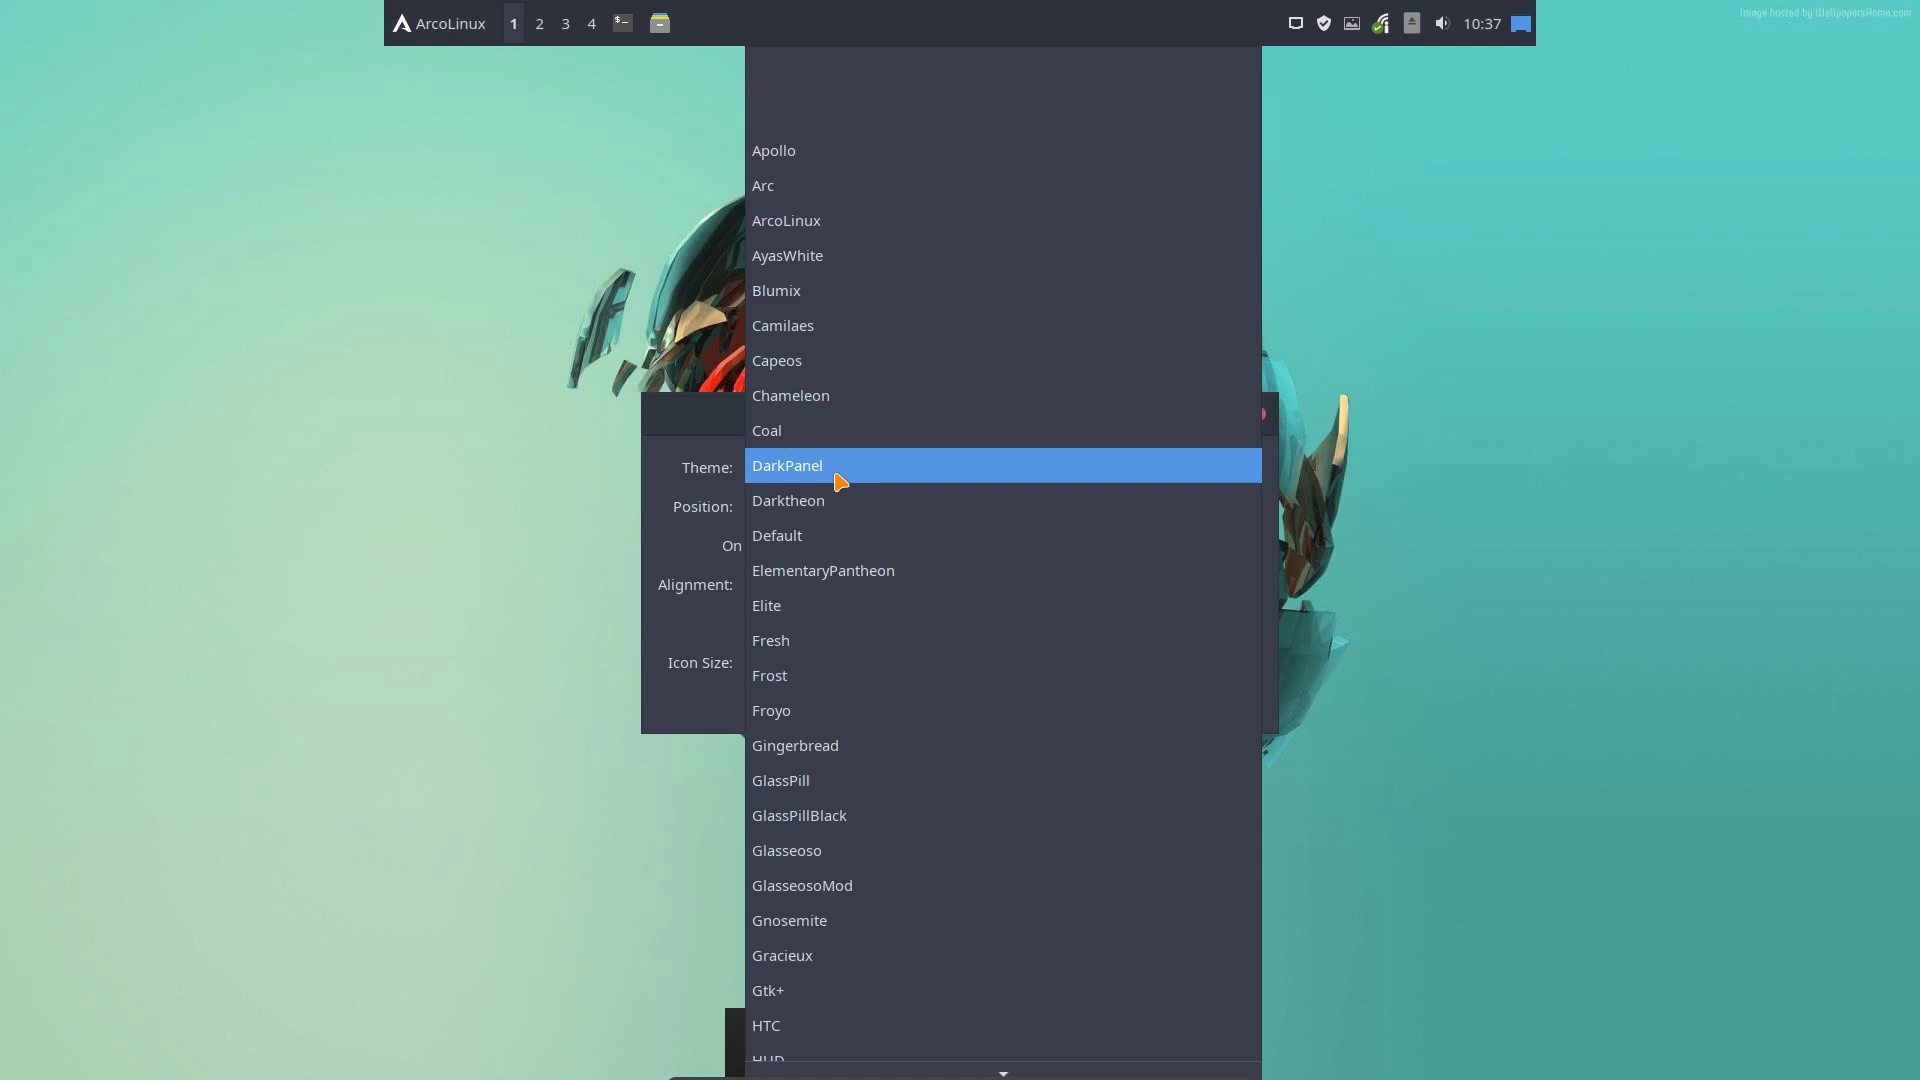 Image hosted by WallpapersHome.com
ArcoLinux 1 2 3 4 $- 10:37
Apollo
Arc
ArcoLinux
AyasWhite
Blumix
Camilaes
Capeos
Chameleon
Coal
Theme: DarkPanel
Darktheon
Position:
Default
On
ElementaryPantheon
Alignment:
Elite
Fresh
Icon Size:
Frost
Froyo
Gingerbread
GlassPill
GlassPillBlack
Glasseoso
GlasseosoMod
Gnosemite
Gracieux
Gtk+
HTC
HUD